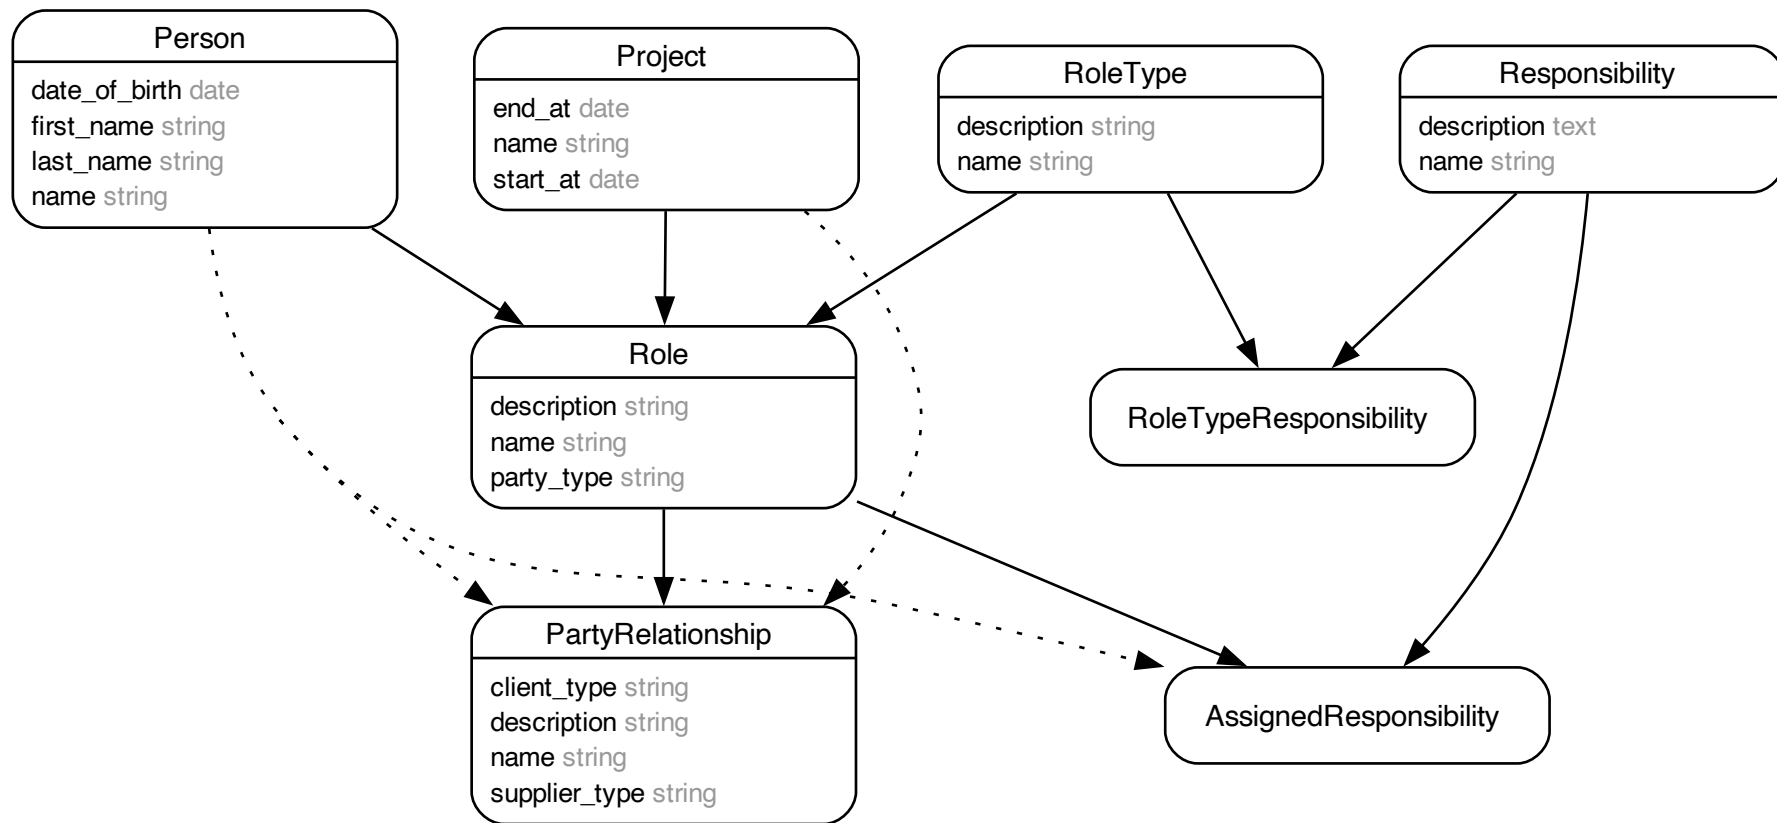 Person
date_of_birth date
first_name string
last_name string
name string
Project
end_at date
name string
start_at date
RoleType
description string
name string
Responsibility
description text
name string
Role
description string
name string
party_type string
RoleTypeResponsibility
PartyRelationship
client_type string
description string
name string
supplier_type string
AssignedResponsibility